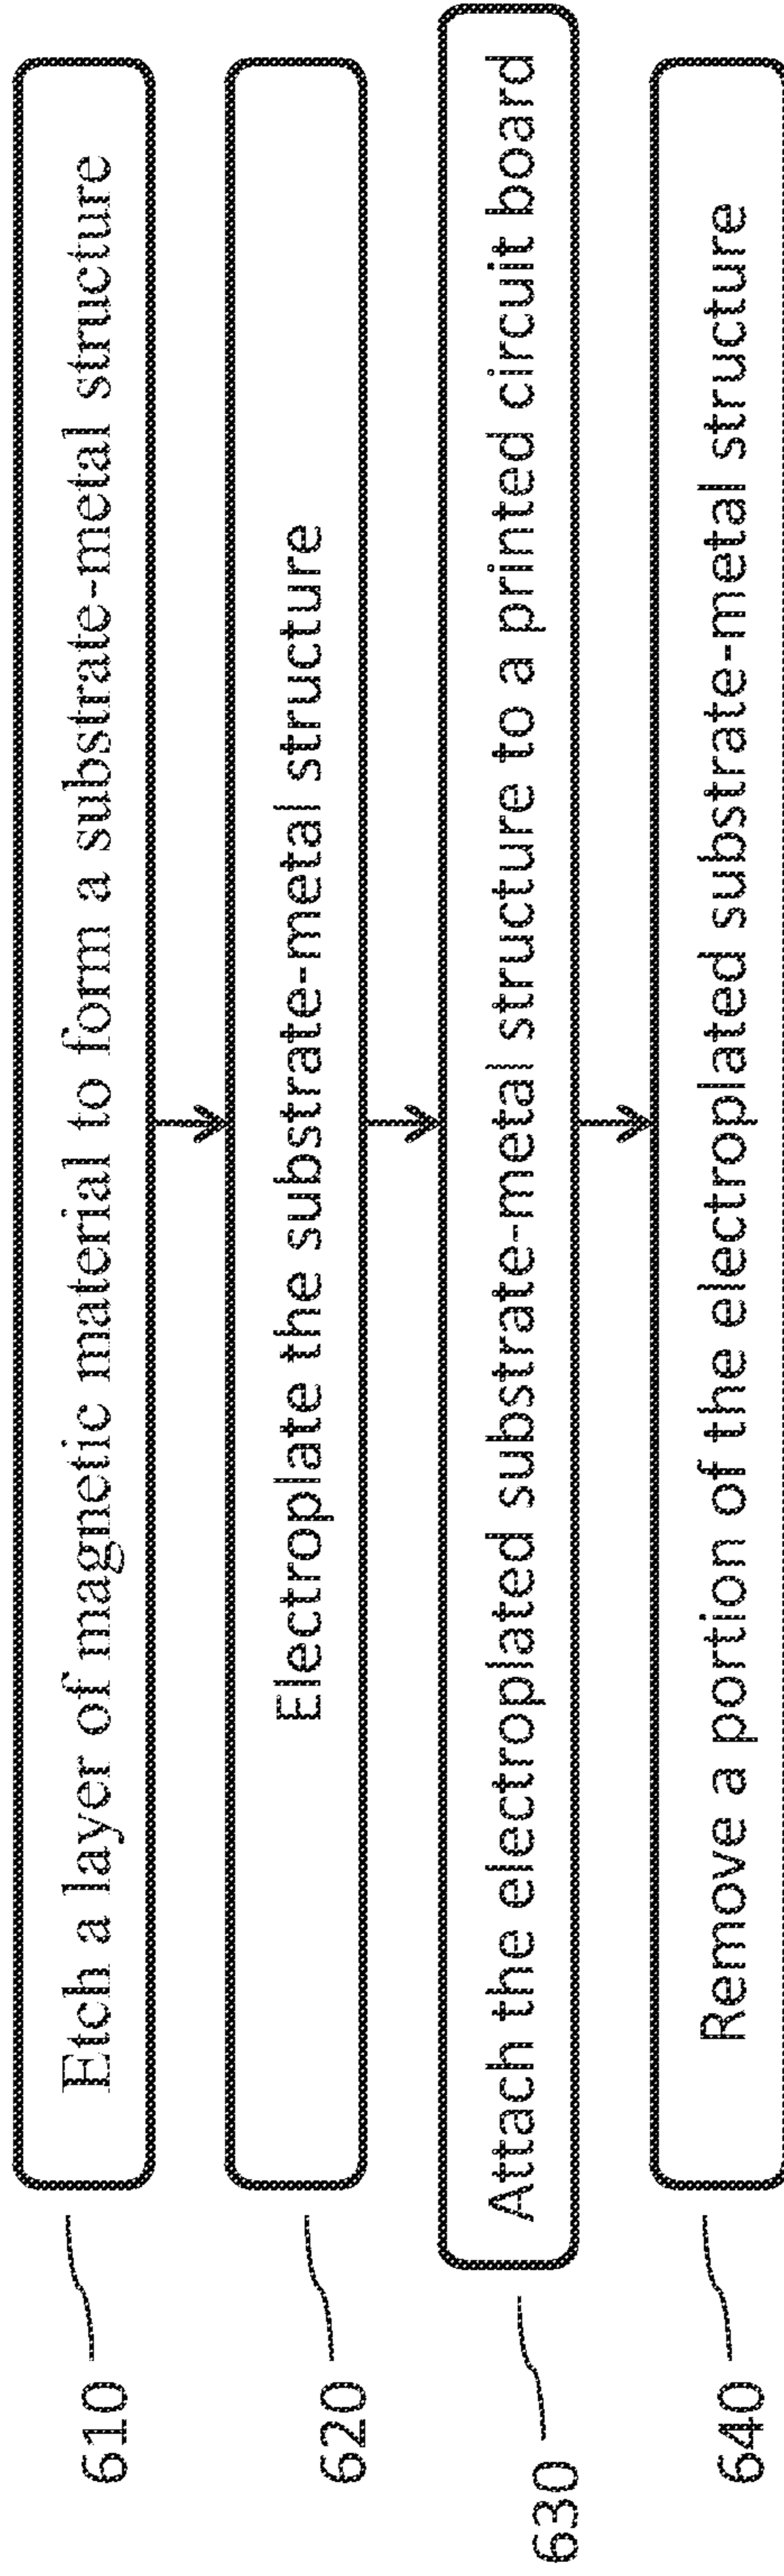 610 Etch a layer of magnetic material to form a substrate-metal structure
620 Electroplate the substrate-metal structure
630 Attach the electroplated substrate-metal structure to a printed circuit board
640 Remove a portion of the electroplated substrate-metal structure